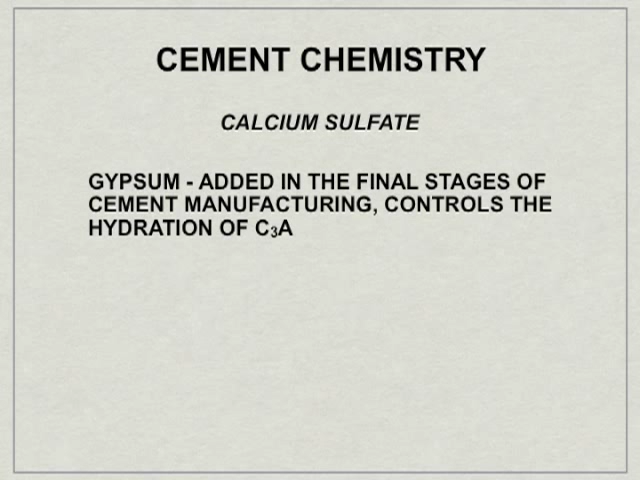 CEMENT CHEMISTRY
CALCIUM SULFATE
GYPSUM - ADDED IN THE FINAL STAGES OF
CEMENT MANUFACTURING, CONTROLS THE
HYDRATION OF C₃A